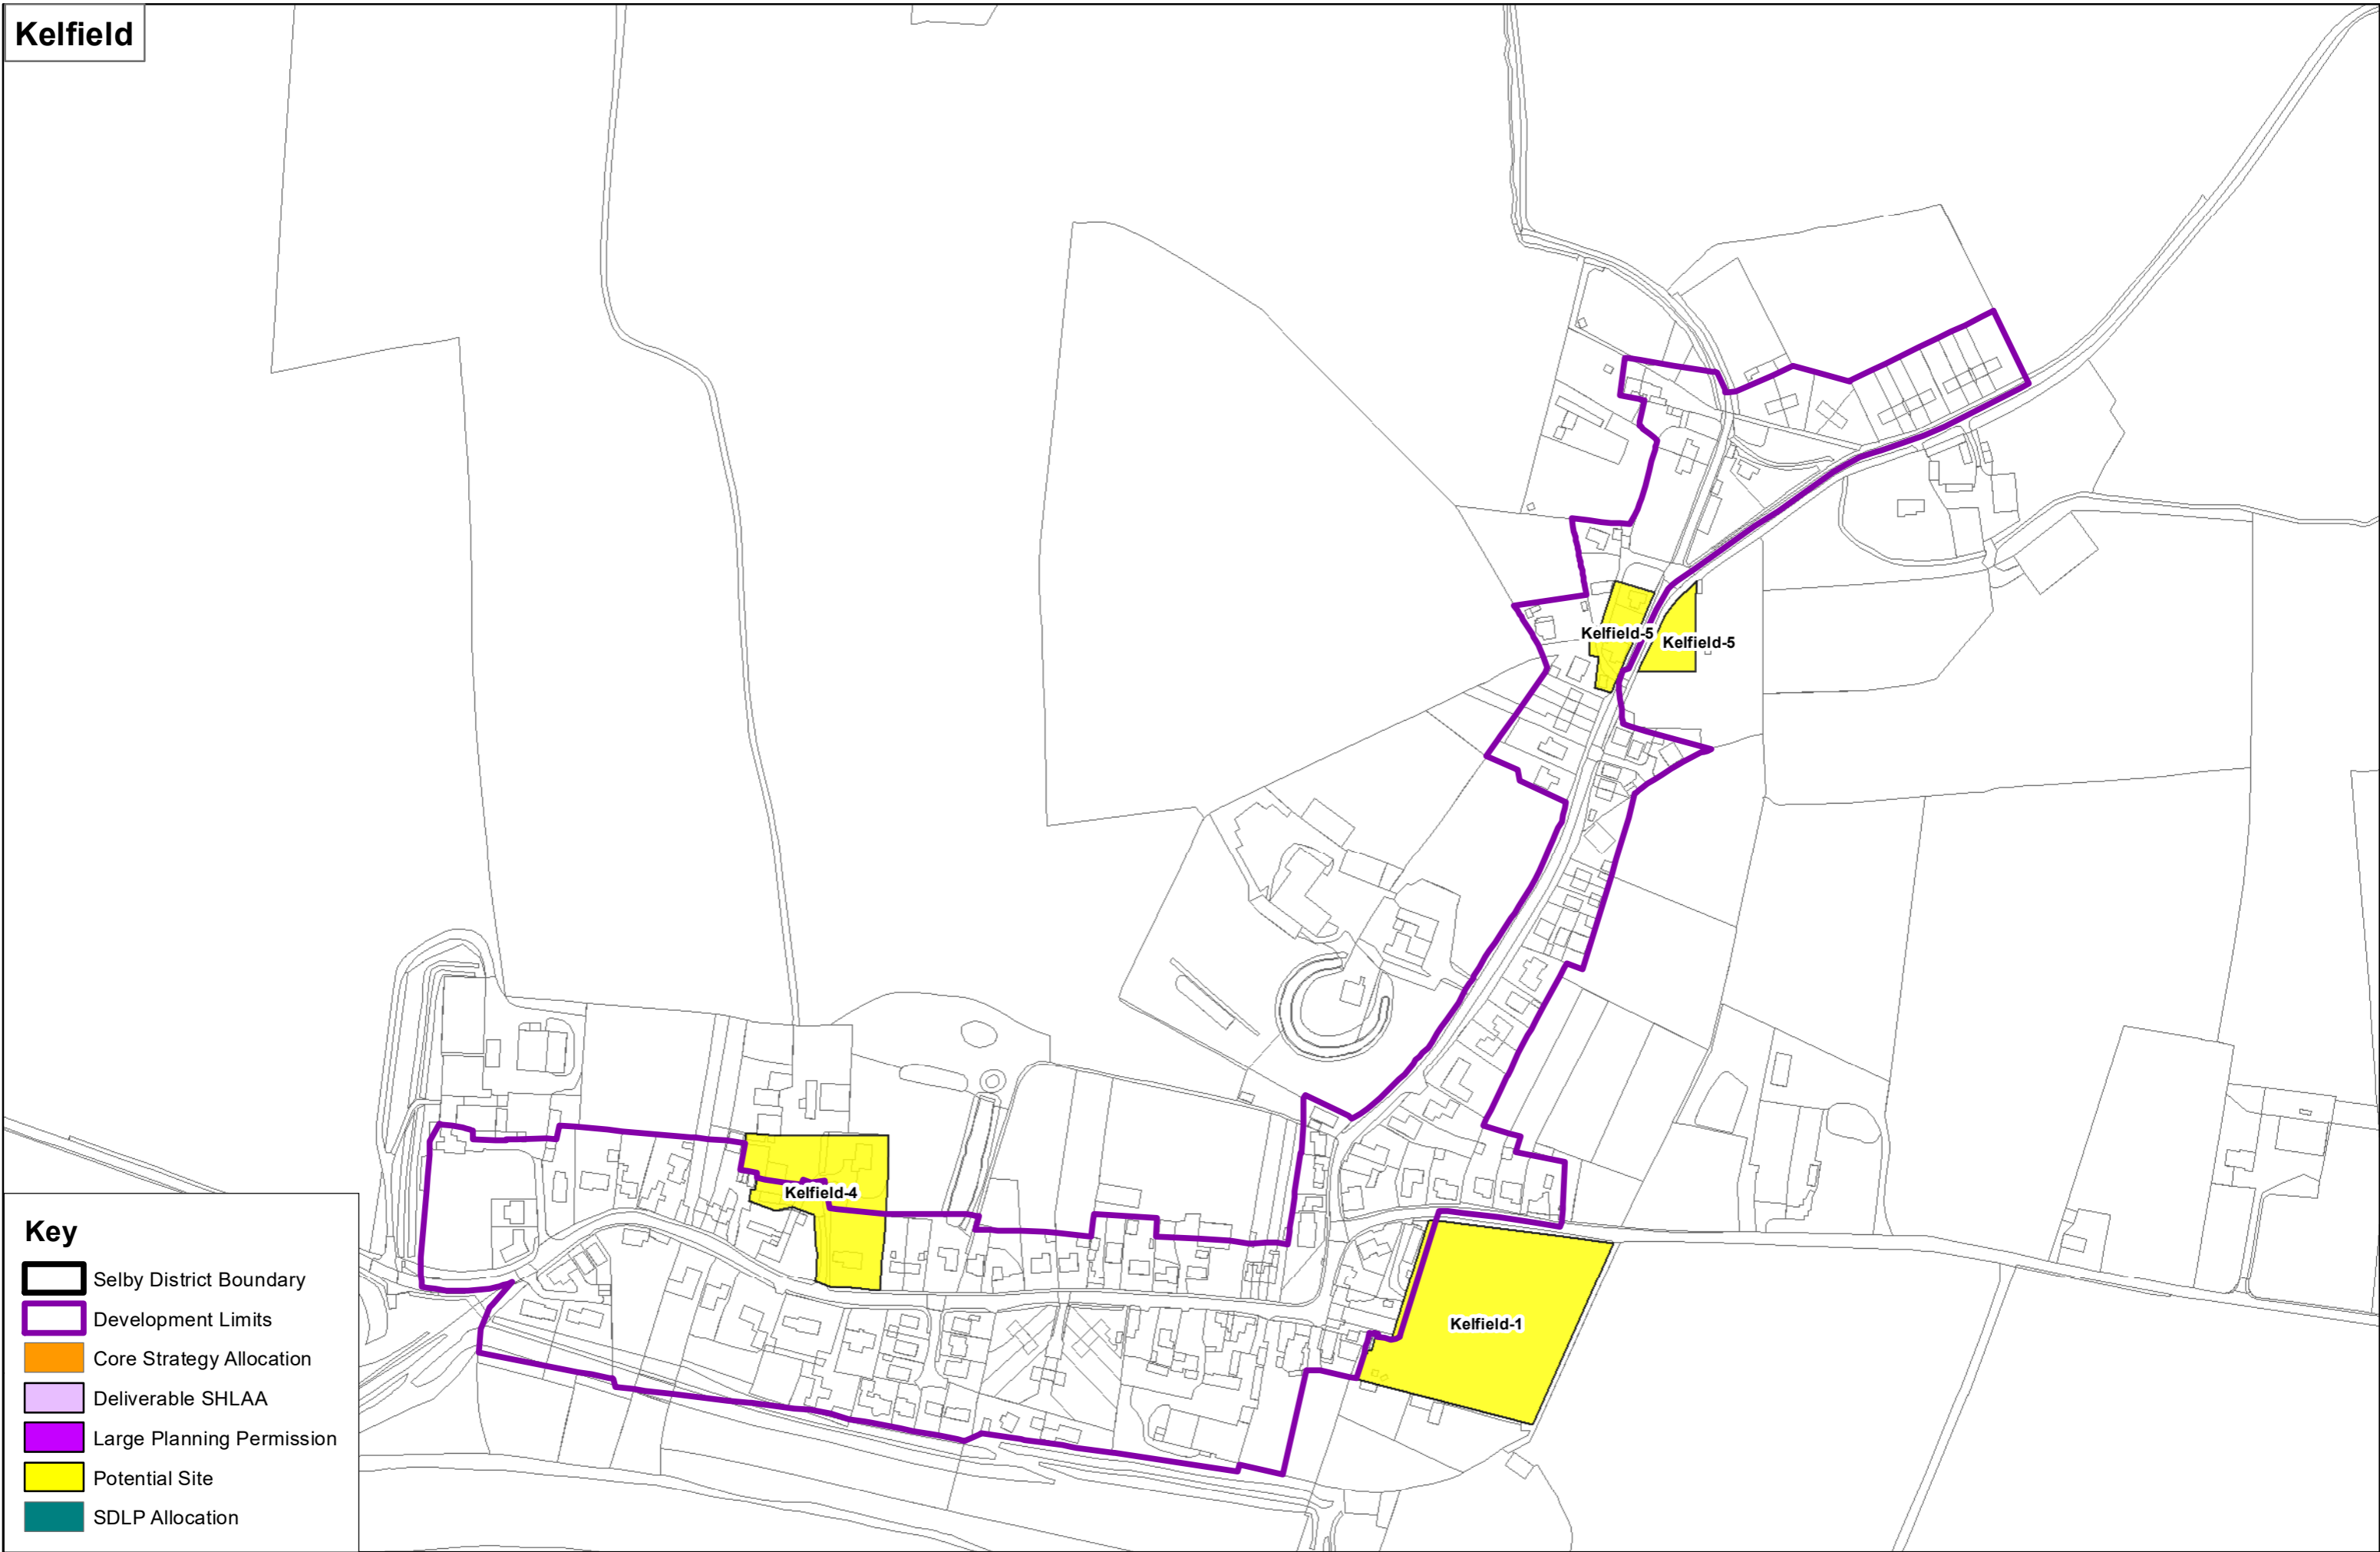 Kelfield
Kelfield-5
Kelfield-5
Kelfield-4
Kelfield-1
Key
Selby District Boundary
Development Limits
Core Strategy Allocation
Deliverable SHLAA
Large Planning Permission
Potential Site
SDLP Allocation